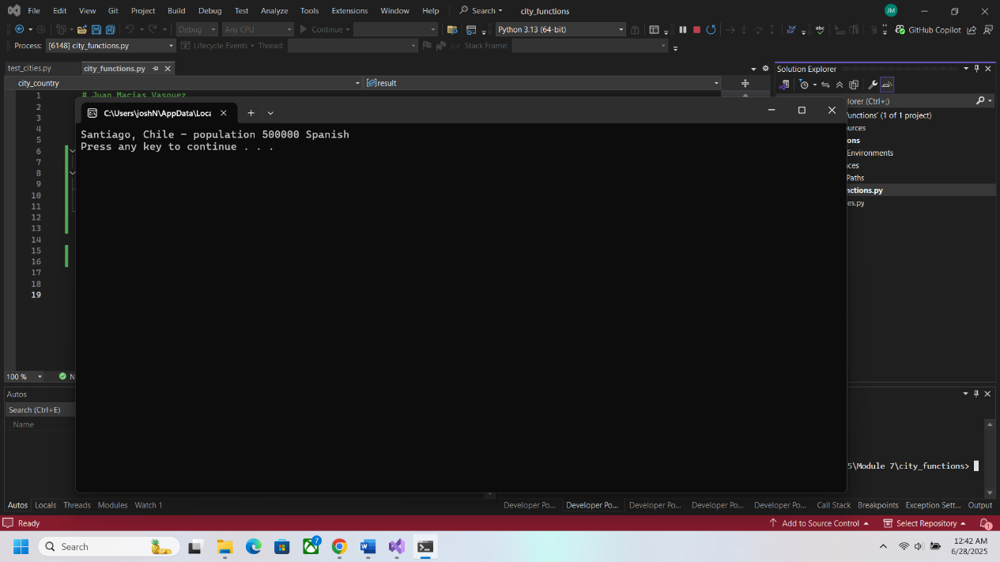 File Edit View Git Project Build Debug Test Analyze Tools Extensions Window Help Search city_functions JM
Debug Any CPU Continue Python 3.13 (64-bit) GitHub Copilot
Process: [6148] city_functions.py Lifecycle Events Thread: Stack Frame:
test_cities.py city_functions.py Solution Explorer
city_country result
1 # Juan Macias Vasquez
2
3
4
5
6
7
8
9
10
11
12
13
14
15
16
17
18
19
C:\Users\joshN\AppData\Loca
Santiago, Chile - population 500000 Spanish
Press any key to continue . . .
lorer (Ctrl+;)
functions' (1 of 1 project)
ources
ons
Environments
ces
Paths
nctions.py
es.py
100 % N
Autos
Search (Ctrl+E)
Name
5\Module 7\city_functions>
Autos Locals Threads Modules Watch 1 Developer Po... Developer Po... Developer Po... Developer Po... Developer Po... Call Stack Breakpoints Exception Sett... Output
Ready Add to Source Control Select Repository 1
Search 7 12:42 AM
6/28/2025